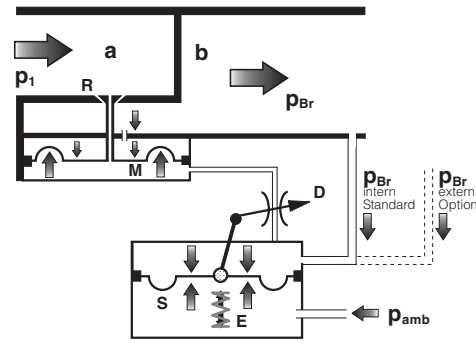 a
b
p1
R
pBr
M
D
pBr
intern
Standard
pBr
extern
Option
S
E
pamb